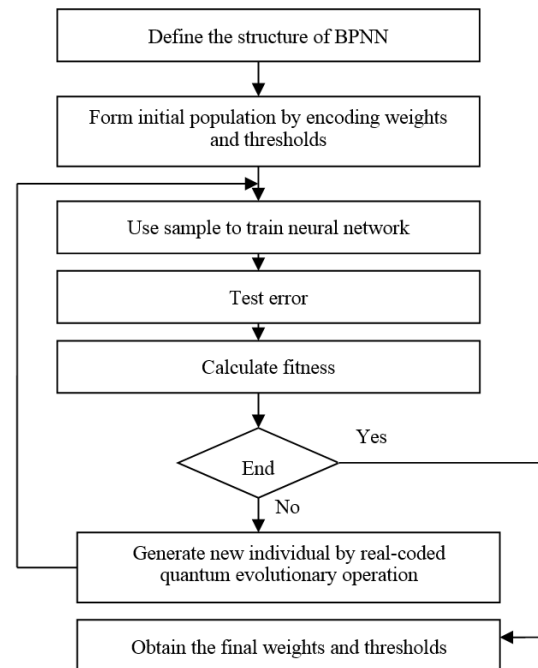 Define the structure of BPNN
Form initial population by encoding weights
and thresholds
Use sample to train neural network
Test error
Calculate fitness
Yes
End
No
Generate new individual by real-coded
quantum evolutionary operation
Obtain the final weights and thresholds